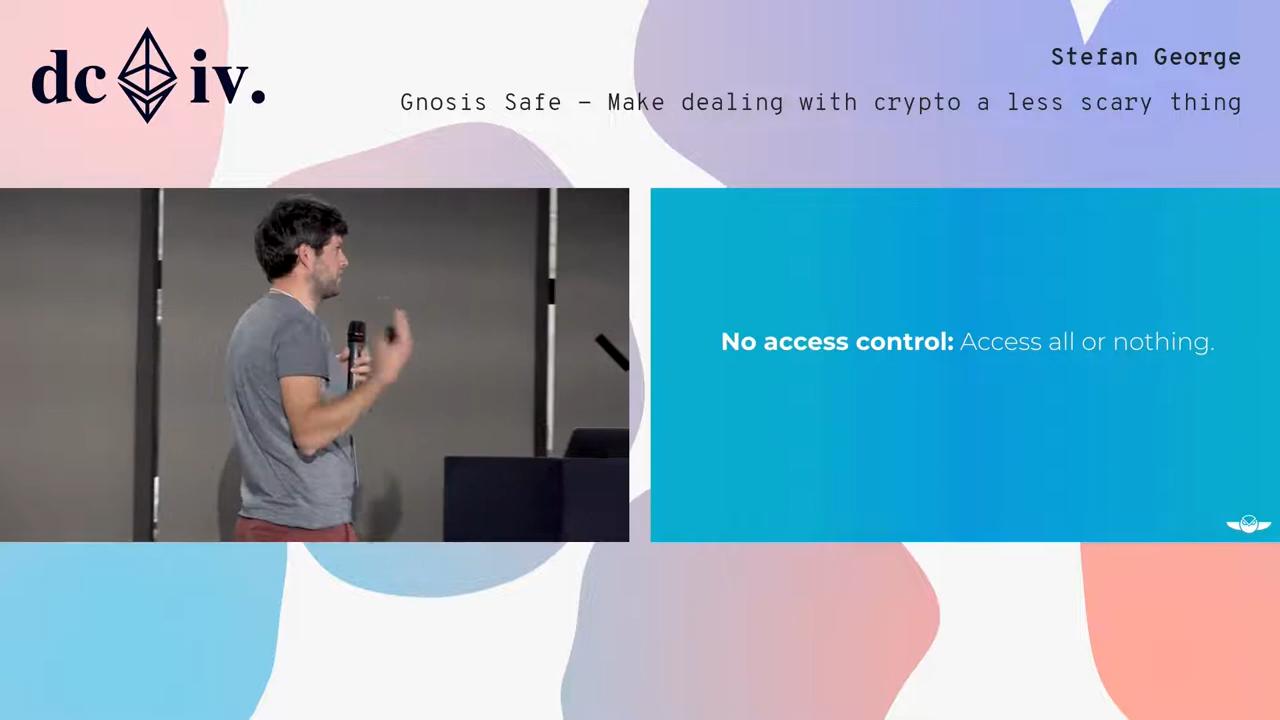 dc iv.
Stefan George
Gnosis Safe – Make dealing with crypto a less scary thing
No access control: Access all or nothing.